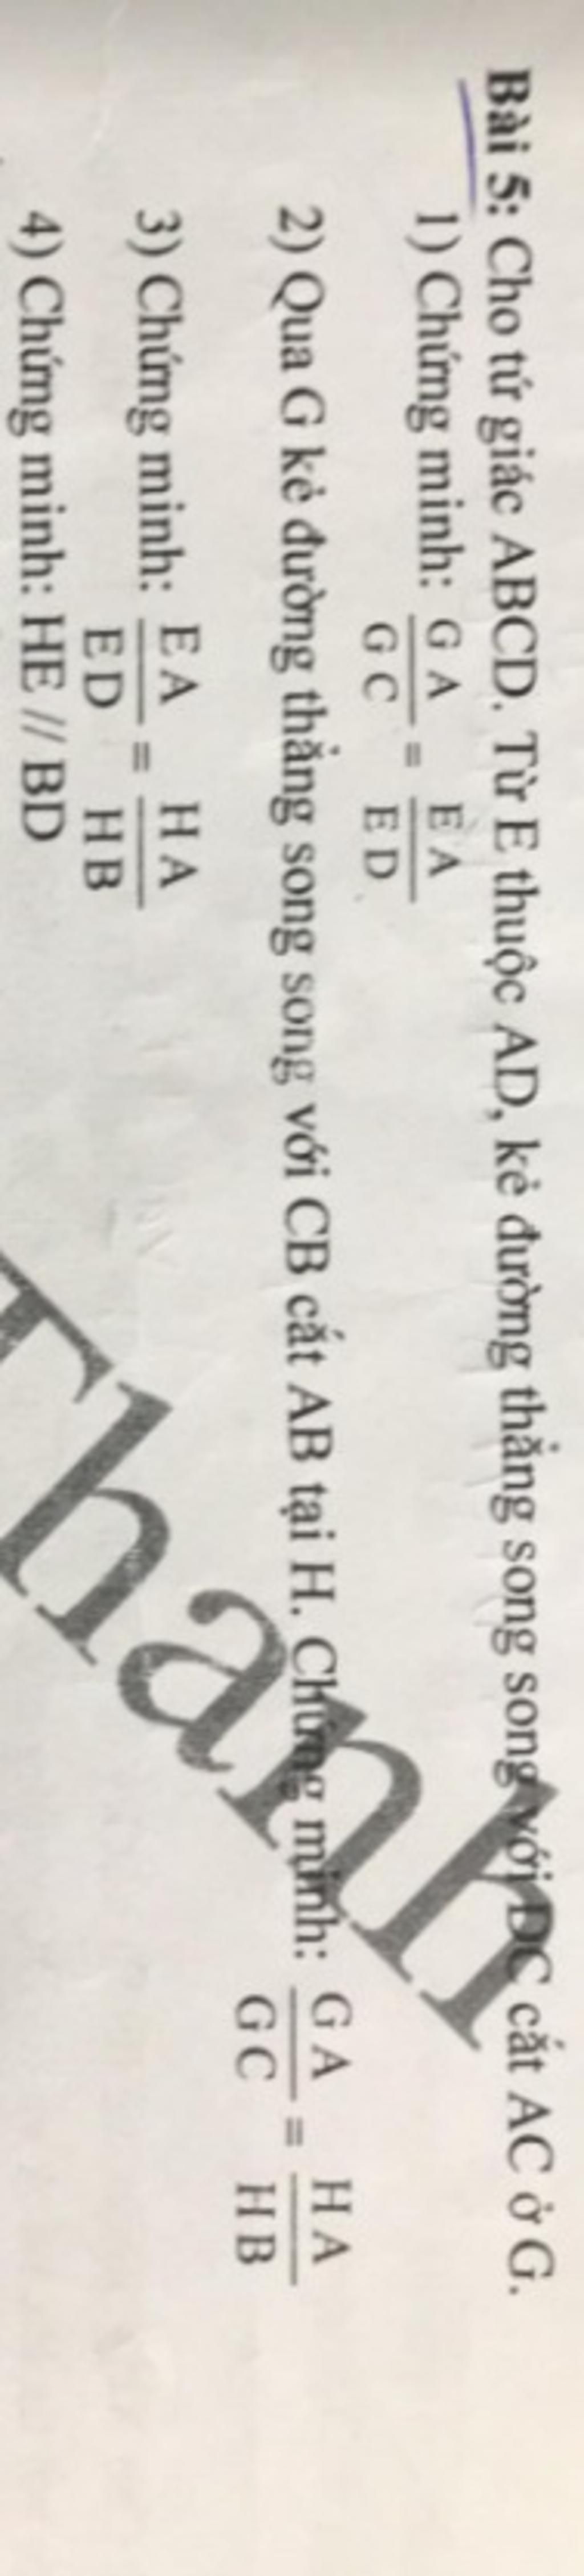 Bài 5: Cho tứ giác ABCD. Từ E thuộc AD, kẻ đường thẳng song song với DC cắt AC ở G.
1) Chứng minh: GA/GC = EA/ED
2) Qua G kẻ đường thẳng song song với CB cắt AB tại H. Chứng minh: GA/GC = HA/HB
3) Chứng minh: EA/ED = HA/HB
4) Chứng minh: HE // BD
Thanh